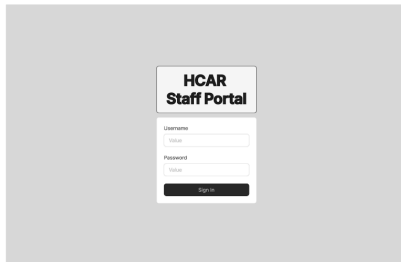 HCAR
Staff Portal
Username
Value
Password
Value
Sign In